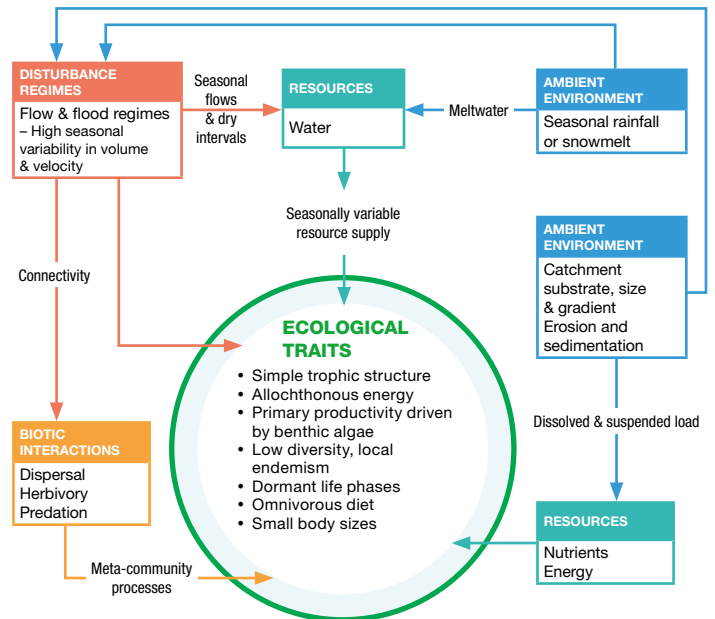 DISTURBANCE
REGIMES
Flow & flood regimes
– High seasonal
variability in volume
& velocity
Seasonal
flows
& dry
intervals
RESOURCES
Water
Meltwater
AMBIENT
ENVIRONMENT
Seasonal rainfall
or snowmelt
Seasonally variable
resource supply
AMBIENT
ENVIRONMENT
Catchment
substrate, size
& gradient
Erosion and
sedimentation
Connectivity
ECOLOGICAL
TRAITS
• Simple trophic structure
• Allochthonous energy
• Primary productivity driven
by benthic algae
• Low diversity, local
endemism
• Dormant life phases
• Omnivorous diet
• Small body sizes
BIOTIC
INTERACTIONS
Dispersal
Herbivory
Predation
Dissolved & suspended load
RESOURCES
Nutrients
Energy
Meta-community
processes